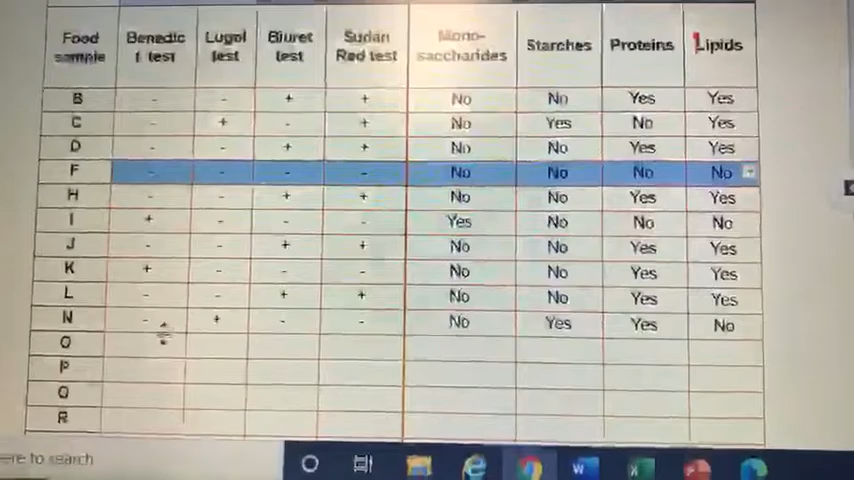 Food sample Benedic t test Lugol test Biuret test Sudan Red test Mono-saccharides Starches Proteins Lipids
B - - + + No No Yes Yes
C - + - + No Yes No Yes
D - - + + No No Yes Yes
F - - - - No No No No
H - - + + No No Yes Yes
I + - - - Yes No No No
J - - + + No No Yes Yes
K + - - - No No Yes Yes
L - - + + No No Yes Yes
N - + - - No Yes Yes No
O
P
Q
R
ere to search